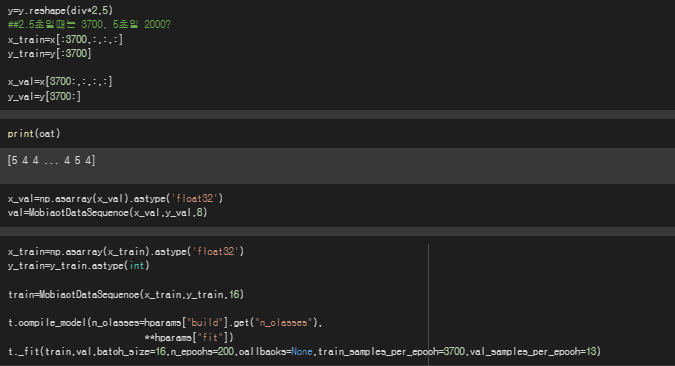 y=y.reshape(div*2,5)
##2.5초일때는 3700, 5초일 2000?
x_train=x[:3700,:,:,:]
y_train=y[:3700]
x_val=x[3700:,:,:,:]
y_val=y[3700:]
print(cat)
[5 4 4 ... 4 5 4]
x_val=np.asarray(x_val).astype('float32')
val=MobiactDataSequence(x_val,y_val,8)
x_train=np.asarray(x_train).astype('float32')
y_train=y_train.astype(int)
train=MobiactDataSequence(x_train,y_train,16)
t.compile_model(n_classes=hparams["build"].get("n_classes"),
**hparams["fit"])
t._fit(train,val,batch_size=16,n_epochs=200,callbacks=None,train_samples_per_epoch=3700,val_samples_per_epoch=13)